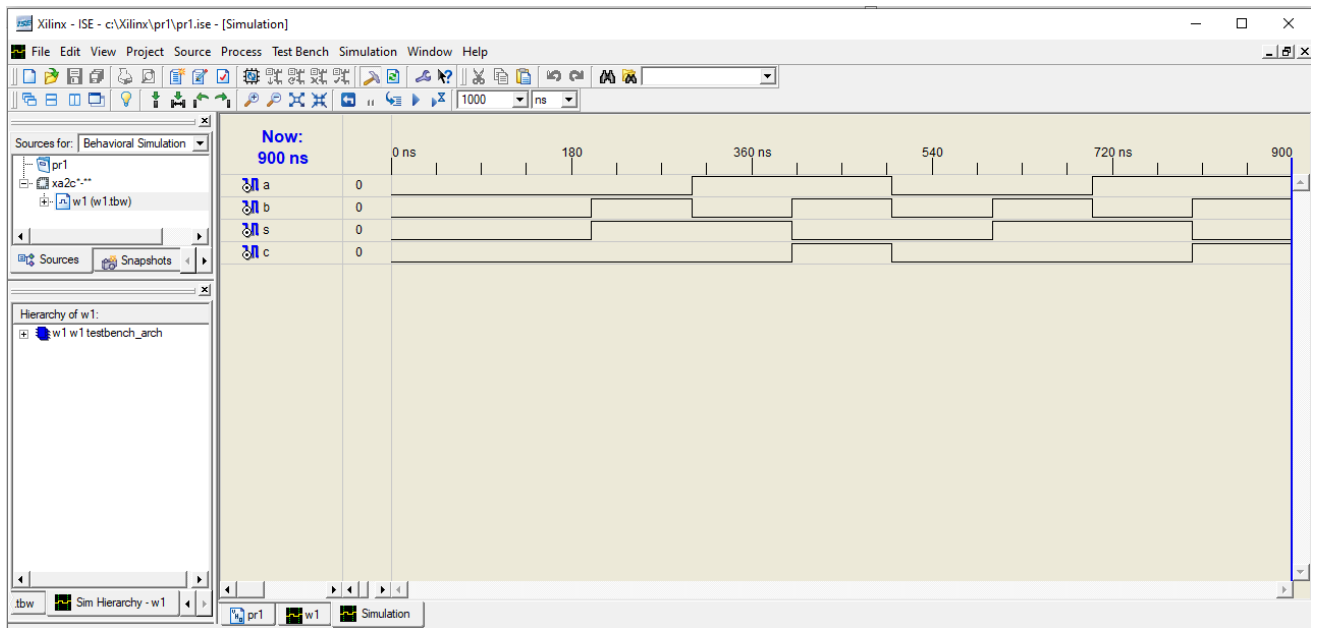 Xilinx - ISE - c:\Xilinx\pr1\pr1.ise - [Simulation]
File Edit View Project Source Process Test Bench Simulation Window Help
1000 ns
Sources for: Behavioral Simulation
pr1
xa2c*-**
w1 (w1.tbw)
Sources Snapshots
Hierarchy of w1:
w1 w1 testbench_arch
.tbw Sim Hierarchy - w1
Now:
900 ns
0 ns 180 360 ns 540 720 ns 900
a 0
b 0
s 0
c 0
pr1 w1 Simulation